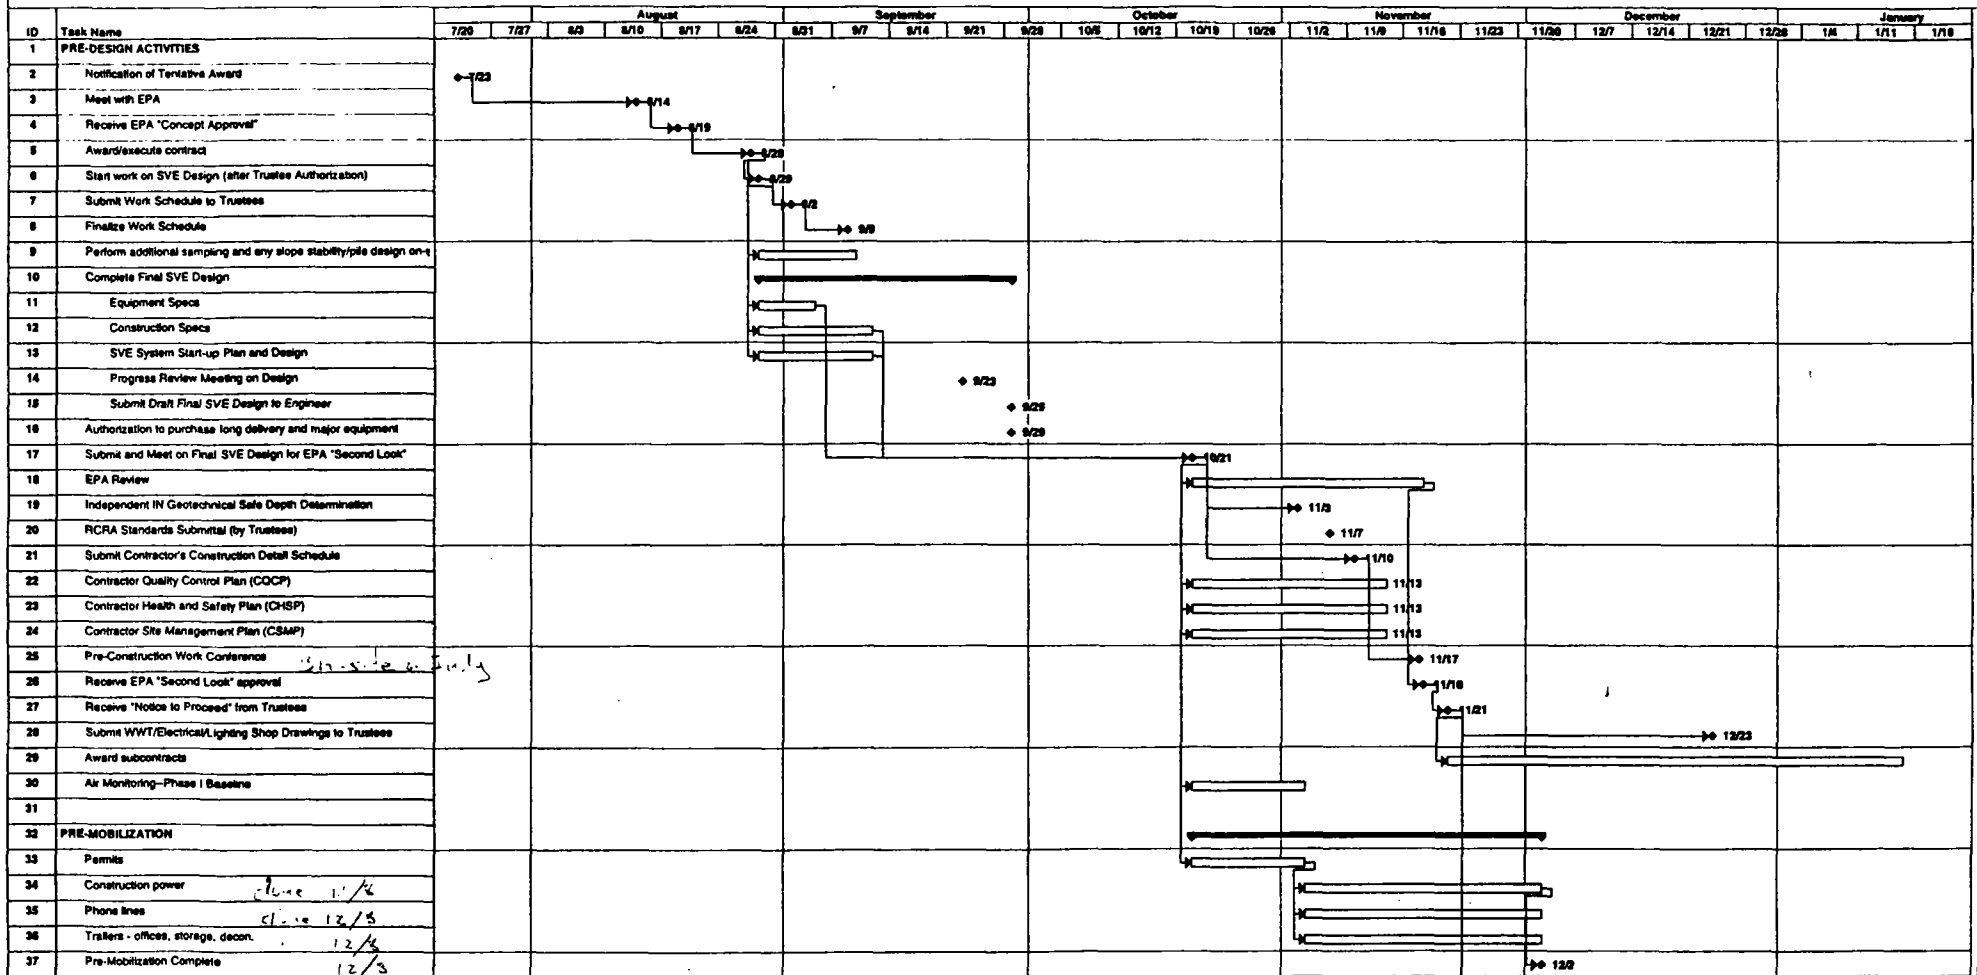 August September October November December January
ID Task Name 7/20 7/27 8/3 8/10 8/17 8/24 8/31 9/7 9/14 9/21 9/28 10/5 10/12 10/19 10/26 11/2 11/9 11/16 11/23 11/30 12/7 12/14 12/21 12/28 1/4 1/11 1/18
1 PRE-DESIGN ACTIVITIES
2 Notification of Tentative Award 7/23
3 Meet with EPA 8/14
4 Receive EPA "Concept Approval" 8/19
5 Award/execute contract 8/28
6 Start work on SVE Design (after Trustee Authorization) 8/29
7 Submit Work Schedule to Trustees 9/2
8 Finalize Work Schedule 9/9
9 Perform additional sampling and any slope stability/pile design on-s
10 Complete Final SVE Design
11 Equipment Specs
12 Construction Specs
13 SVE System Start-up Plan and Design
14 Progress Review Meeting on Design 9/23
15 Submit Draft Final SVE Design to Engineer 9/29
16 Authorization to purchase long delivery and major equipment 9/29
17 Submit and Meet on Final SVE Design for EPA "Second Look" 10/21
18 EPA Review
19 Independent IN Geotechnical Safe Depth Determination 11/3
20 RCRA Standards Submittal (by Trustees) 11/7
21 Submit Contractor's Construction Detail Schedule 11/10
22 Contractor Quality Control Plan (CQCP) 11/13
23 Contractor Health and Safety Plan (CHSP) 11/13
24 Contractor Site Management Plan (CSMP) 11/13
25 Pre-Construction Work Conference 11/17
26 Receive EPA "Second Look" approval 11/18
27 Receive "Notice to Proceed" from Trustees 11/21
28 Submit WWT/Electrical/Lighting Shop Drawings to Trustees 12/23
29 Award subcontracts
30 Air Monitoring--Phase I Baseline
31
32 PRE-MOBILIZATION
33 Permits
34 Construction power
35 Phone lines 12/3
36 Trailers - offices, storage, decon.
37 Pre-Mobilization Complete 12/3 12/2